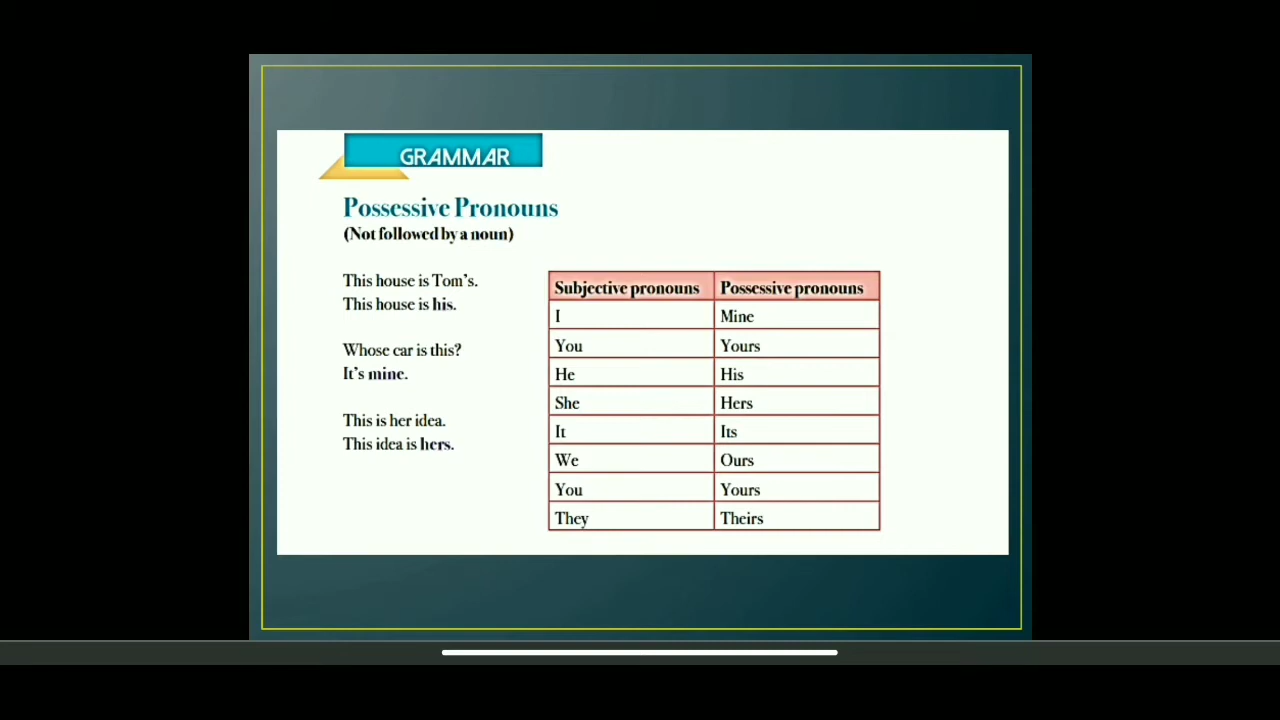 GRAMMAR
Possessive Pronouns
(Not followed by a noun)
This house is Tom's.
This house is his.
Whose car is this?
It's mine.
This is her idea.
This idea is hers.
Subjective pronouns Possessive pronouns
I Mine
You Yours
He His
She Hers
It Its
We Ours
You Yours
They Theirs